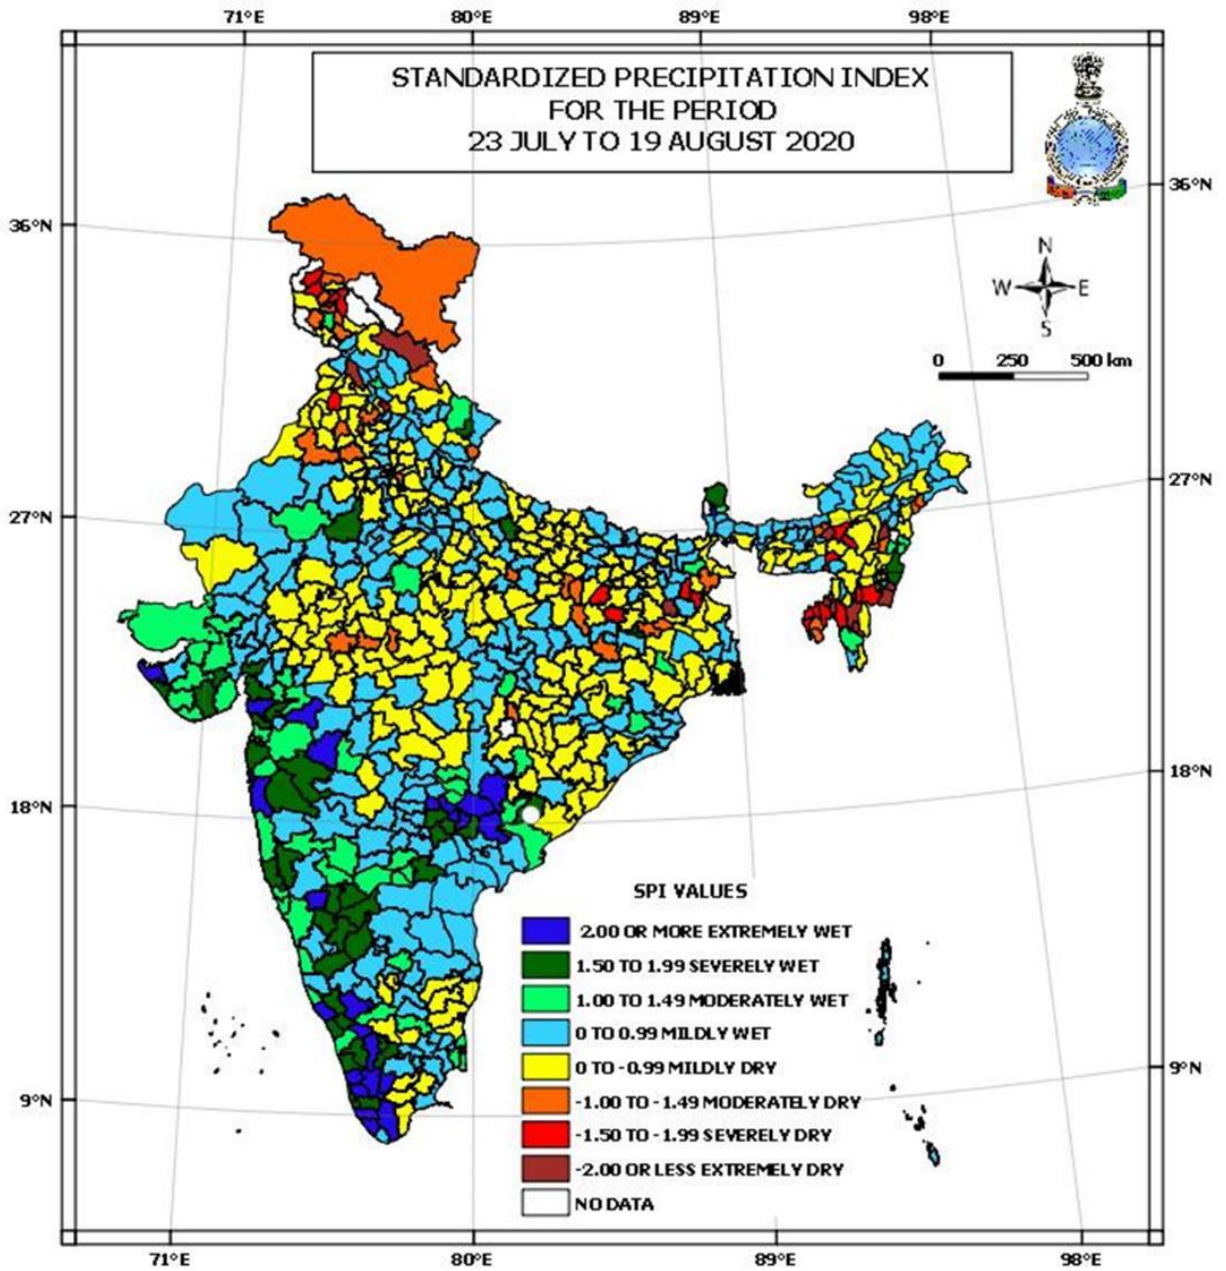 71°E 80°E 89°E 98°E
STANDARDIZED PRECIPITATION INDEX
FOR THE PERIOD
23 JULY TO 19 AUGUST 2020
36°N 36°N
N
W E
S
0 250 500 km
27°N 27°N
18°N 18°N
9°N 9°N
SPI VALUES
2.00 OR MORE EXTREMELY WET
1.50 TO 1.99 SEVERELY WET
1.00 TO 1.49 MODERATELY WET
0 TO 0.99 MILDLY WET
0 TO -0.99 MILDLY DRY
-1.00 TO -1.49 MODERATELY DRY
-1.50 TO -1.99 SEVERELY DRY
-2.00 OR LESS EXTREMELY DRY
NO DATA
71°E 80°E 89°E 98°E